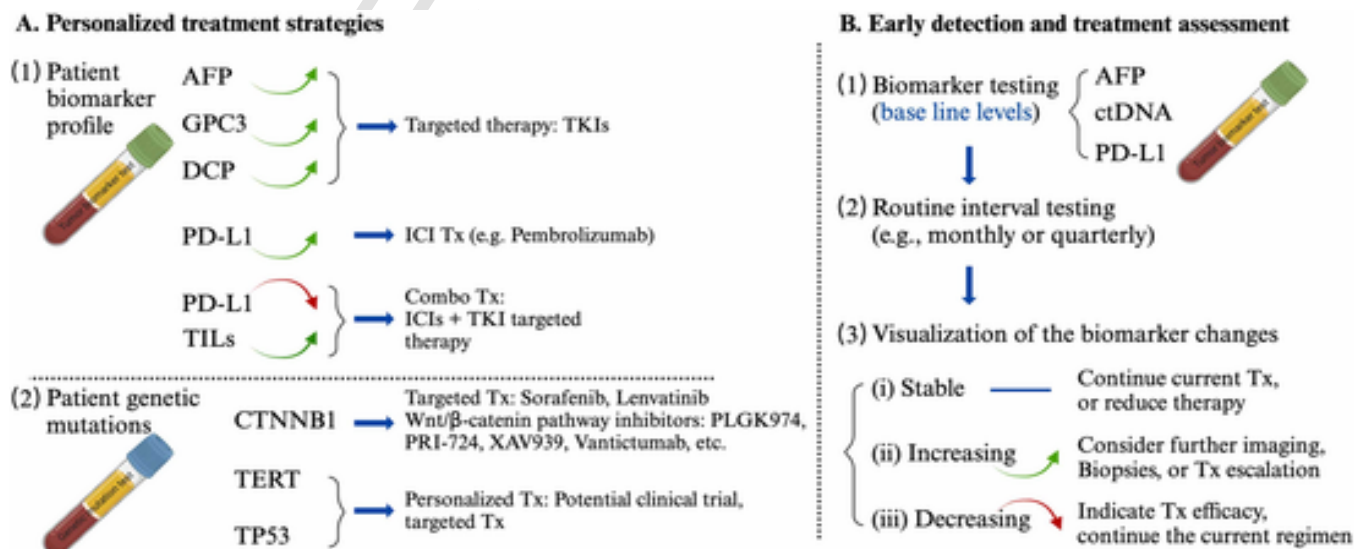 A. Personalized treatment strategies
(1) Patient
biomarker
profile
AFP
GPC3
DCP
Targeted therapy: TKIs
PD-L1
ICI Tx (e.g. Pembrolizumab)
PD-L1
TILs
Combo Tx:
ICIs + TKI targeted
therapy
(2) Patient genetic
mutations
CTNNB1
Targeted Tx: Sorafenib, Lenvatinib
Wnt/β-catenin pathway inhibitors: PLGK974,
PRI-724, XAV939, Vantictumab, etc.
TERT
TP53
Personalized Tx: Potential clinical trial,
targeted Tx
B. Early detection and treatment assessment
(1) Biomarker testing
(base line levels)
AFP
ctDNA
PD-L1
(2) Routine interval testing
(e.g., monthly or quarterly)
(3) Visualization of the biomarker changes
(i) Stable
Continue current Tx,
or reduce therapy
(ii) Increasing
Consider further imaging,
Biopsies, or Tx escalation
(iii) Decreasing
Indicate Tx efficacy,
continue the current regimen